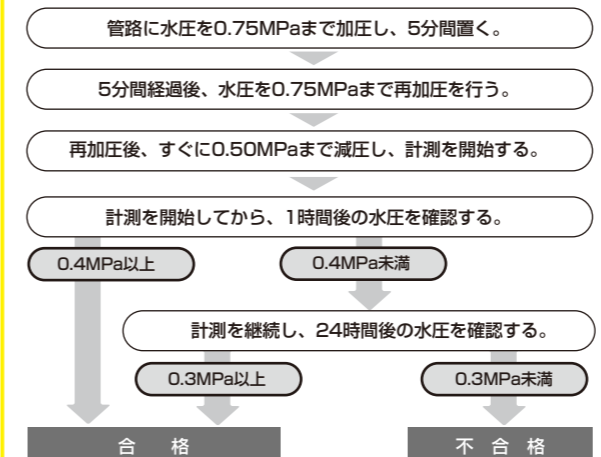 管路に水圧を0.75MPaまで加圧し、5分間置く。
5分間経過後、水圧を0.75MPaまで再加圧を行う。
再加圧後、すぐに0.50MPaまで減圧し、計測を開始する。
計測を開始してから、1時間後の水圧を確認する。
0.4MPa以上
0.4MPa未満
計測を継続し、24時間後の水圧を確認する。
0.3MPa以上
0.3MPa未満
合 格
不 合 格